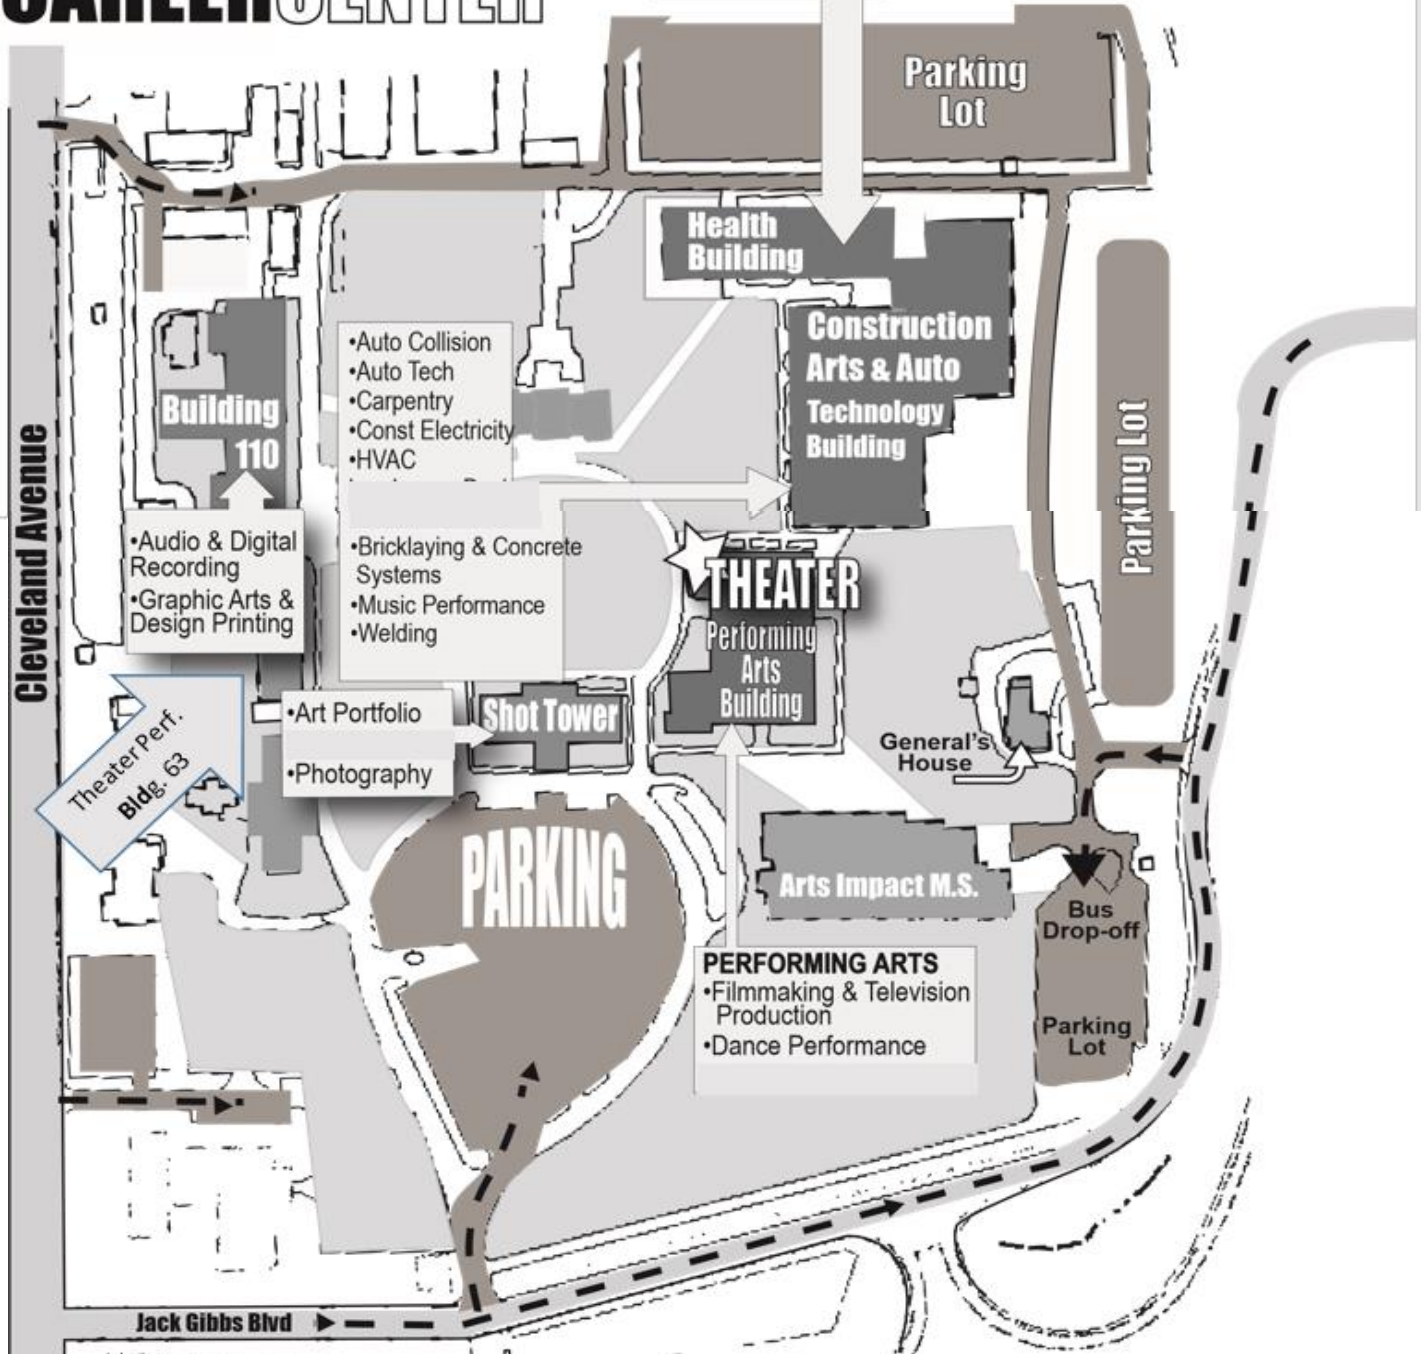 CAREERCENTER
Parking
Lot
Health
Building
Construction
Arts & Auto
Technology
Building
•Auto Collision
•Auto Tech
•Carpentry
•Const Electricity
•HVAC
Building
110
Cleveland Avenue
Parking Lot
•Audio & Digital
Recording
•Graphic Arts &
Design Printing
•Bricklaying & Concrete
Systems
•Music Performance
•Welding
THEATER
Performing
Arts
Building
Theater Perf.
Bldg. 63
•Art Portfolio
•Photography
Shot Tower
General's
House
PARKING
Arts Impact M.S.
Bus
Drop-off
Parking
Lot
PERFORMING ARTS
•Filmmaking & Television
Production
•Dance Performance
Jack Gibbs Blvd